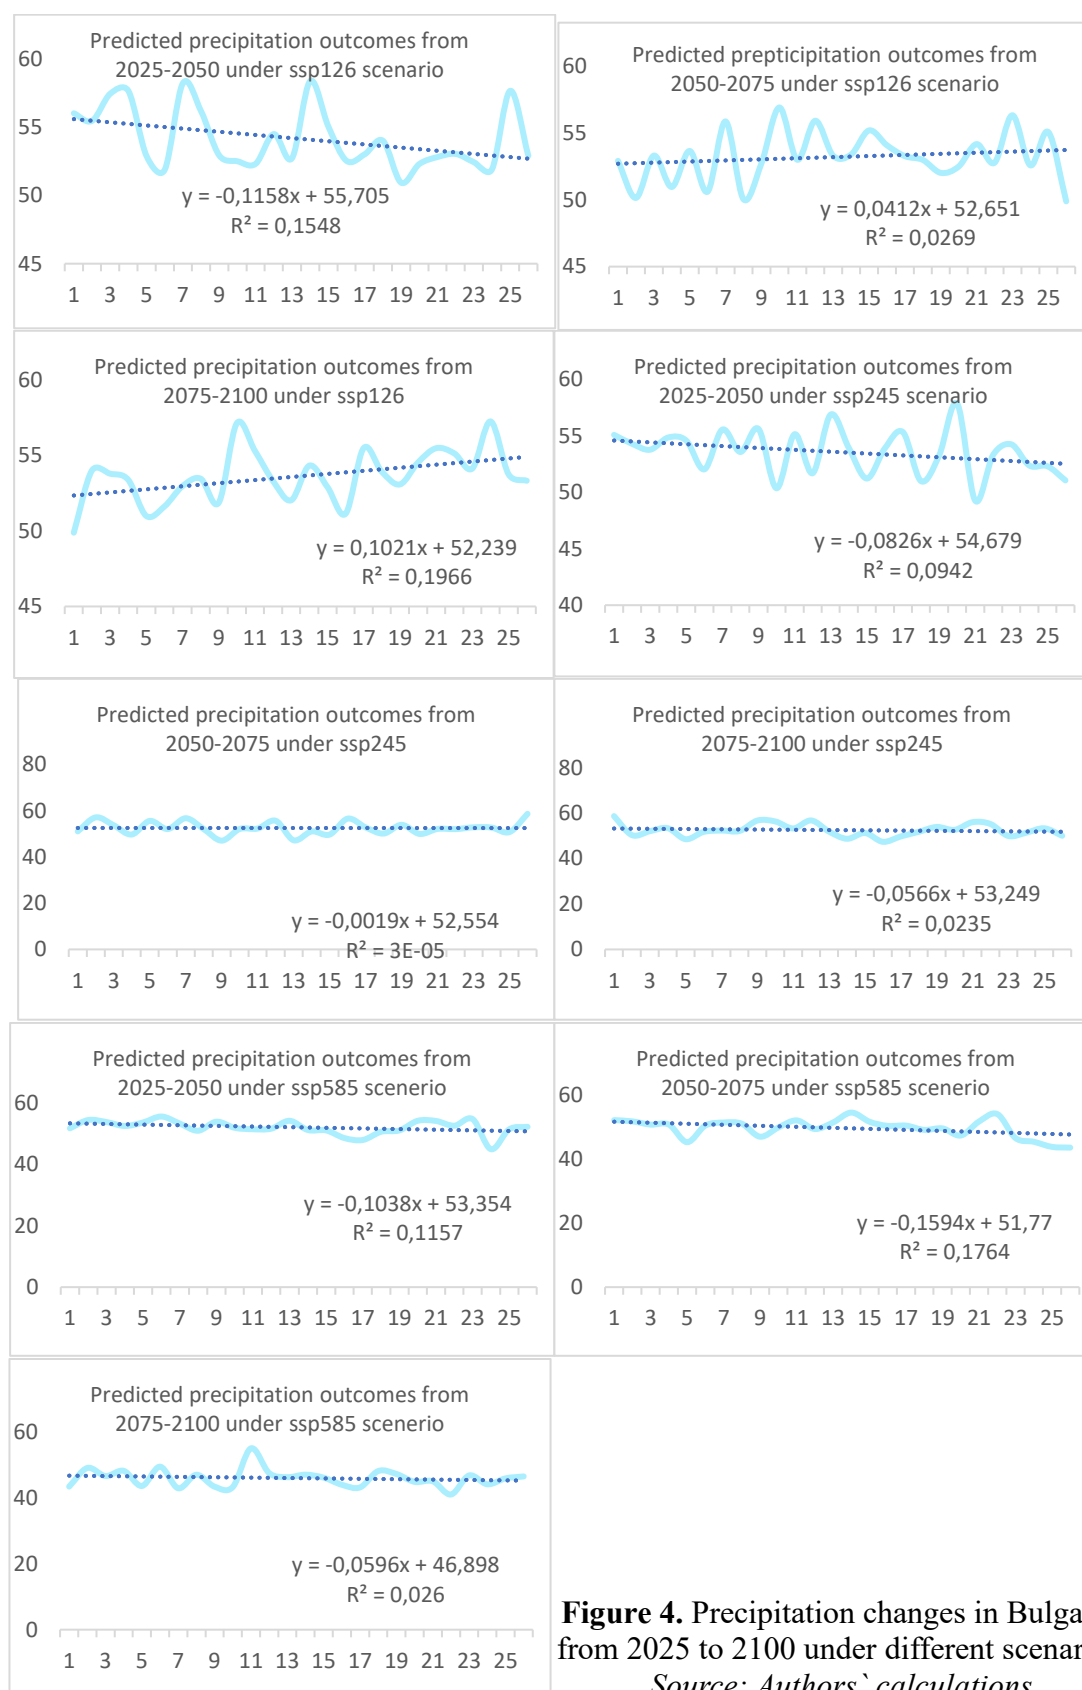 Predicted precipitation outcomes from
2025-2050 under ssp126 scenario
60
55
50
45
y = -0,1158x + 55,705
R² = 0,1548
1 3 5 7 9 11 13 15 17 19 21 23 25
Predicted prepticipitation outcomes from
2050-2075 under ssp126 scenario
60
55
50
45
y = 0,0412x + 52,651
R² = 0,0269
1 3 5 7 9 11 13 15 17 19 21 23 25
Predicted precipitation outcomes from
2075-2100 under ssp126
60
55
50
45
y = 0,1021x + 52,239
R² = 0,1966
1 3 5 7 9 11 13 15 17 19 21 23 25
Predicted precipitation outcomes from
2025-2050 under ssp245 scenario
60
55
50
45
40
y = -0,0826x + 54,679
R² = 0,0942
1 3 5 7 9 11 13 15 17 19 21 23 25
Predicted precipitation outcomes from
2050-2075 under ssp245
80
60
40
20
0
y = -0,0019x + 52,554
R² = 3E-05
1 3 5 7 9 11 13 15 17 19 21 23 25
Predicted precipitation outcomes from
2075-2100 under ssp245
80
60
40
20
0
y = -0,0566x + 53,249
R² = 0,0235
1 3 5 7 9 11 13 15 17 19 21 23 25
Predicted precipitation outcomes from
2025-2050 under ssp585 scenerio
60
40
20
0
y = -0,1038x + 53,354
R² = 0,1157
1 3 5 7 9 11 13 15 17 19 21 23 25
Predicted precipitation outcomes from
2050-2075 under ssp585 scenerio
60
40
20
0
y = -0,1594x + 51,77
R² = 0,1764
1 3 5 7 9 11 13 15 17 19 21 23 25
Predicted precipitation outcomes from
2075-2100 under ssp585 scenerio
60
40
20
0
y = -0,0596x + 46,898
R² = 0,026
1 3 5 7 9 11 13 15 17 19 21 23 25
Figure 4. Precipitation changes in Bulga
from 2025 to 2100 under different scenar
Source: Authors` calculations